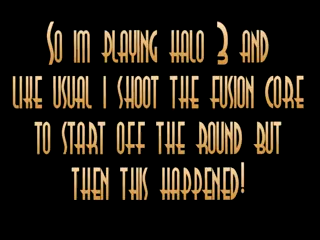 So im playing halo 3 and
like usual i shoot the fusion core
to start off the round but
then this happened!